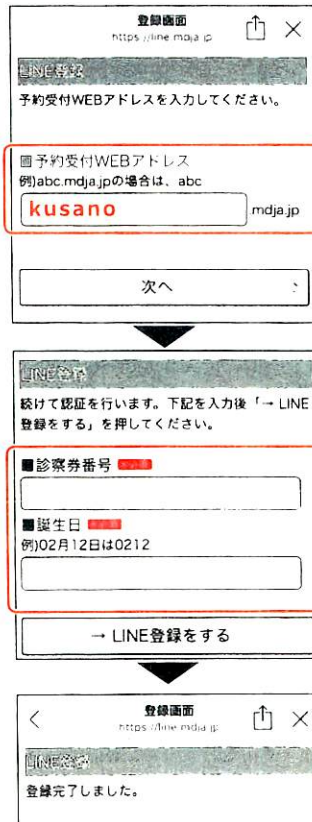 登録画面
https://line.mdja.jp
LINE登録
予約受付WEBアドレスを入力してください。
予約受付WEBアドレス
例)abc.mdja.jpの場合は、abc
kusano .mdja.jp
次へ
LINE登録
続けて認証を行います。下記を入力後「→ LINE
登録をする」を押してください。
■診察券番号
■誕生日
例)02月12日は0212
→ LINE登録をする
登録画面
https://line.mdja.jp
LINE登録
登録完了しました。